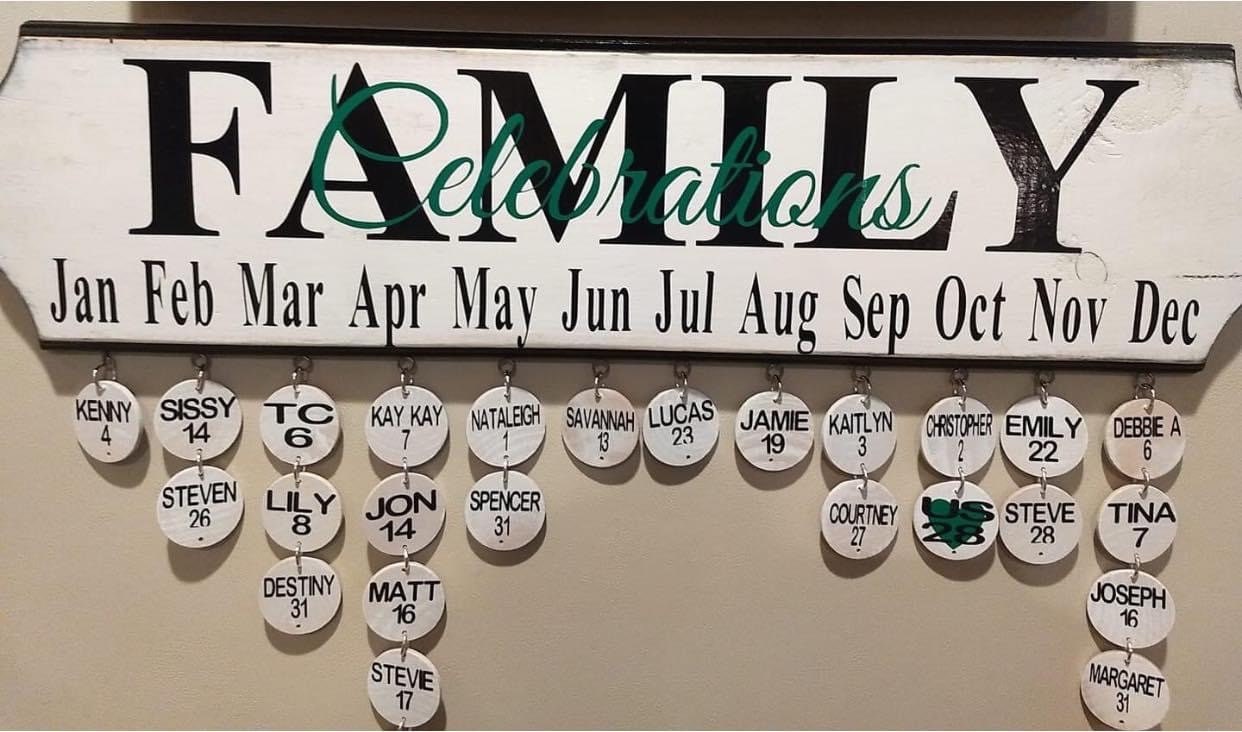 FAMILY
Celebrations
Jan Feb Mar Apr May Jun Jul Aug Sep Oct Nov Dec
KENNY
4
SISSY
14
STEVEN
26
TC
6
LILY
8
DESTINY
31
KAY KAY
7
JON
14
MATT
16
STEVIE
17
NATALEIGH
1
SPENCER
31
SAVANNAH
13
LUCAS
23
JAMIE
19
KAITLYN
3
COURTNEY
27
CHRISTOPHER
2
US
28
EMILY
22
STEVE
28
DEBBIE A
6
TINA
7
JOSEPH
16
MARGARET
31